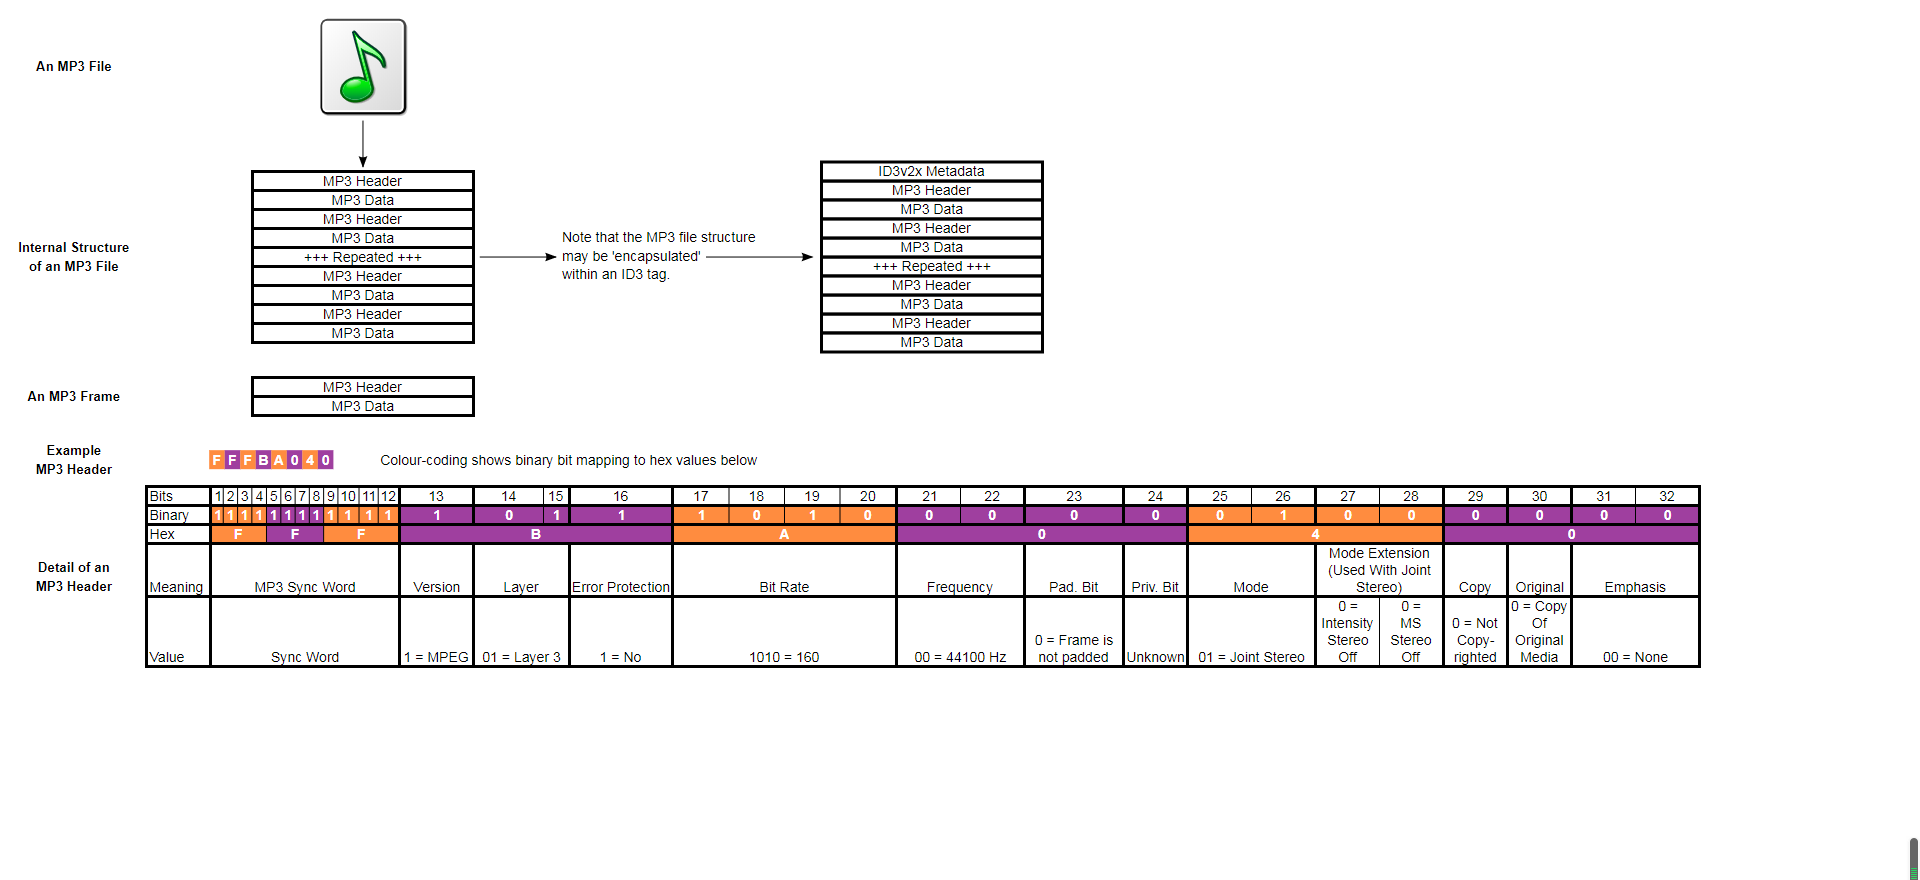 An MP3 File
MP3 Header
MP3 Data
MP3 Header
MP3 Data
+++ Repeated +++
MP3 Header
MP3 Data
MP3 Header
MP3 Data
Internal Structure
of an MP3 File
Note that the MP3 file structure
may be 'encapsulated'
within an ID3 tag.
ID3v2x Metadata
MP3 Header
MP3 Data
MP3 Header
MP3 Data
+++ Repeated +++
MP3 Header
MP3 Data
MP3 Header
MP3 Data
An MP3 Frame
MP3 Header
MP3 Data
Example
MP3 Header
F F F B A 0 4 0
Colour-coding shows binary bit mapping to hex values below
Detail of an
MP3 Header
Bits 1 2 3 4 5 6 7 8 9 10 11 12 13 14 15 16 17 18 19 20 21 22 23 24 25 26 27 28 29 30 31 32
Binary 1 1 1 1 1 1 1 1 1 1 1 1 1 0 1 1 1 0 1 0 0 0 0 0 0 1 0 0 0 0 0 0
Hex F F F B A 0 4 0
Meaning MP3 Sync Word Version Layer Error Protection Bit Rate Frequency Pad. Bit Priv. Bit Mode
Mode Extension
(Used With Joint
Stereo)
Copy Original Emphasis
Value Sync Word 1 = MPEG 01 = Layer 3 1 = No 1010 = 160 00 = 44100 Hz
0 = Frame is
not padded
Unknown 01 = Joint Stereo
0 =
Intensity
Stereo
Off
0 =
MS
Stereo
Off
0 = Not
Copy-
righted
0 = Copy
Of
Original
Media
00 = None